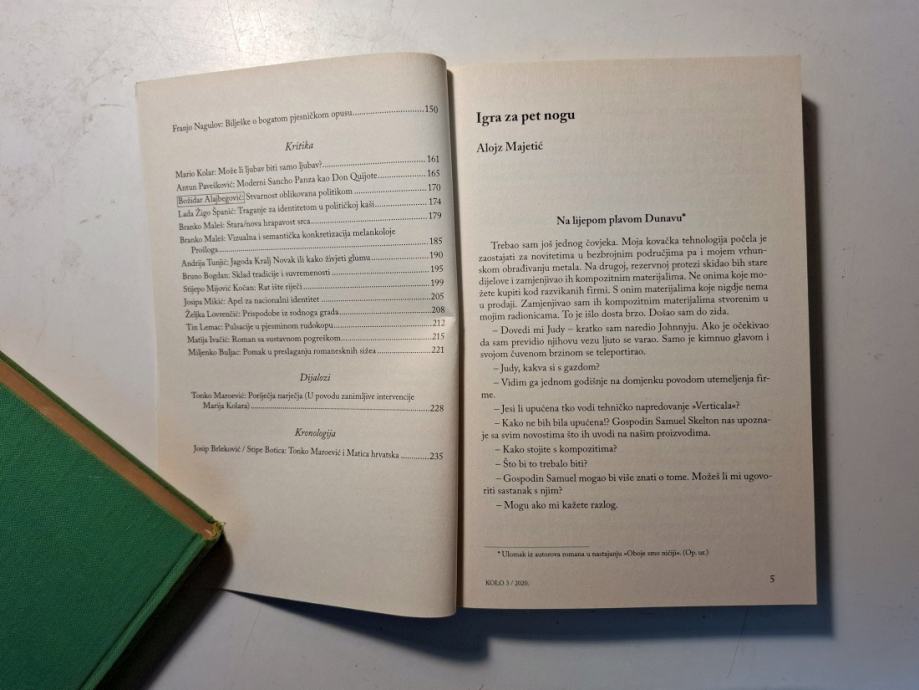 Franjo Nagulov: Bilješke o bogatom pjesničkom opusu..........150
Kritika
Mario Kolar: Može li ljubav biti samo ljubav?..........161
Antun Pavešković: Moderni Sancho Panza kao Don Quijote..........165
Božidar Alajbegović: Stvarnost oblikovana politikom..........170
Lada Žigo Španić: Traganje za identitetom u političkoj kaši..........174
Branko Maleš: Stara/nova hrapavost srca..........179
Branko Maleš: Vizualna i semantička konkretizacija melankoloje
Prošloga..........185
Andrija Tunjić: Jagoda Kralj Novak ili kako živjeti glumu..........190
Bruno Bogdan: Sklad tradicije i suvremenosti..........195
Stijepo Mijović Kočan: Rat ište riječi..........199
Josipa Mikić: Apel za nacionalni identitet..........205
Željka Lovrenčić: Prispodobe iz rodnoga grada..........208
Tin Lemac: Pulsacije u pjesminom rudokopu..........212
Matija Ivačić: Roman sa sustavnom pogreškom..........215
Miljenko Buljac: Pomak u preslaganju romanesknih sižea..........221
Dijalozi
Tonko Maroević: Poriječja narječja (U povodu zanimljive intervencije
Marija Kolara)..........228
Kronologija
Josip Brleković / Stipe Botica: Tonko Maroević i Matica hrvatska..........235
Igra za pet nogu
Alojz Majetić
Na lijepom plavom Dunavu*
Trebao sam još jednog čovjeka. Moja kovačka tehnologija počela je
zaostajati za novitetima u bezbrojnim područjima pa i mojem vrhun-
skom obrađivanju metala. Na drugoj, rezervnoj protezi skidao bih stare
dijelove i zamjenjivao ih kompozitnim materijalima. Ne onima koje mo-
žete kupiti kod razvikanih firmi. S onim materijalima koje nigdje nema
u prodaji. Zamjenjivao sam ih kompozitnim materijalima stvorenim u
mojim radionicama. To je išlo dosta brzo. Došao sam do zida.
– Dovedi mi Judy – kratko sam naredio Johnnyju. Ako je očekivao
da sam previdio njihovu vezu ljuto se varao. Samo je kimnuo glavom i
svojom čuvenom brzinom se teleportirao.
– Judy, kakva si s gazdom?
– Vidim ga jednom godišnje na domjenku povodom utemeljenja fir-
me.
– Jesi li upućena tko vodi tehničko napredovanje »Verticala«?
– Kako ne bih bila upućena!? Gospodin Samuel Skelton nas upozna-
je sa svim novostima što ih uvodi na našim proizvodima.
– Kako stojite s kompozitima?
– Što bi to trebalo biti?
– Gospodin Samuel mogao bi više znati o tome. Možeš li mi ugovo-
riti sastanak s njim?
– Mogu ako mi kažete razlog.
* Ulomak iz autorova romana u nastajanju »Oboje smo ničiji«. (Op. ur.)
KOLO 3 / 2020.
5